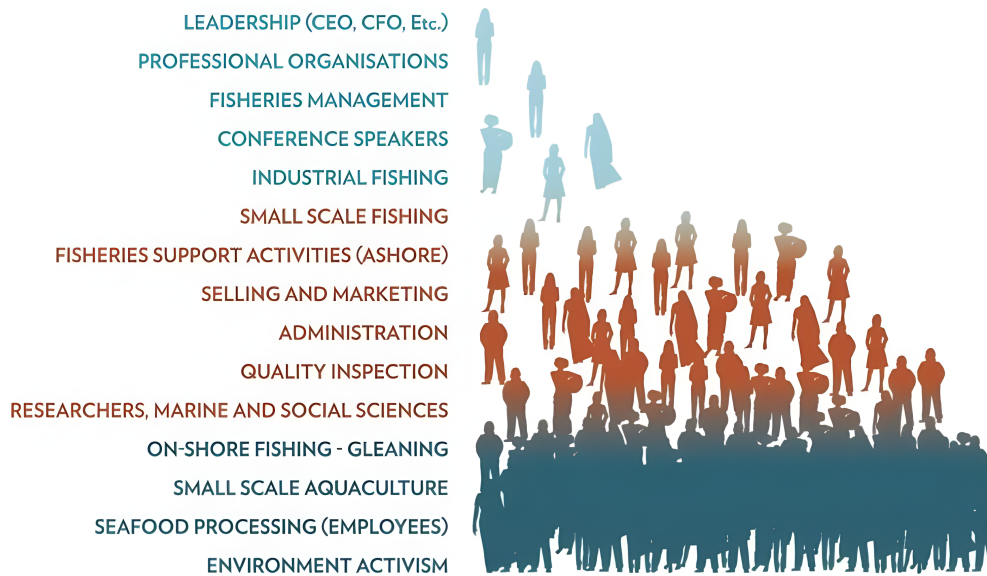 LEADERSHIP (CEO, CFO, Etc.)
PROFESSIONAL ORGANISATIONS
FISHERIES MANAGEMENT
CONFERENCE SPEAKERS
INDUSTRIAL FISHING
SMALL SCALE FISHING
FISHERIES SUPPORT ACTIVITIES (ASHORE)
SELLING AND MARKETING
ADMINISTRATION
QUALITY INSPECTION
RESEARCHERS, MARINE AND SOCIAL SCIENCES
ON-SHORE FISHING - GLEANING
SMALL SCALE AQUACULTURE
SEAFOOD PROCESSING (EMPLOYEES)
ENVIRONMENT ACTIVISM